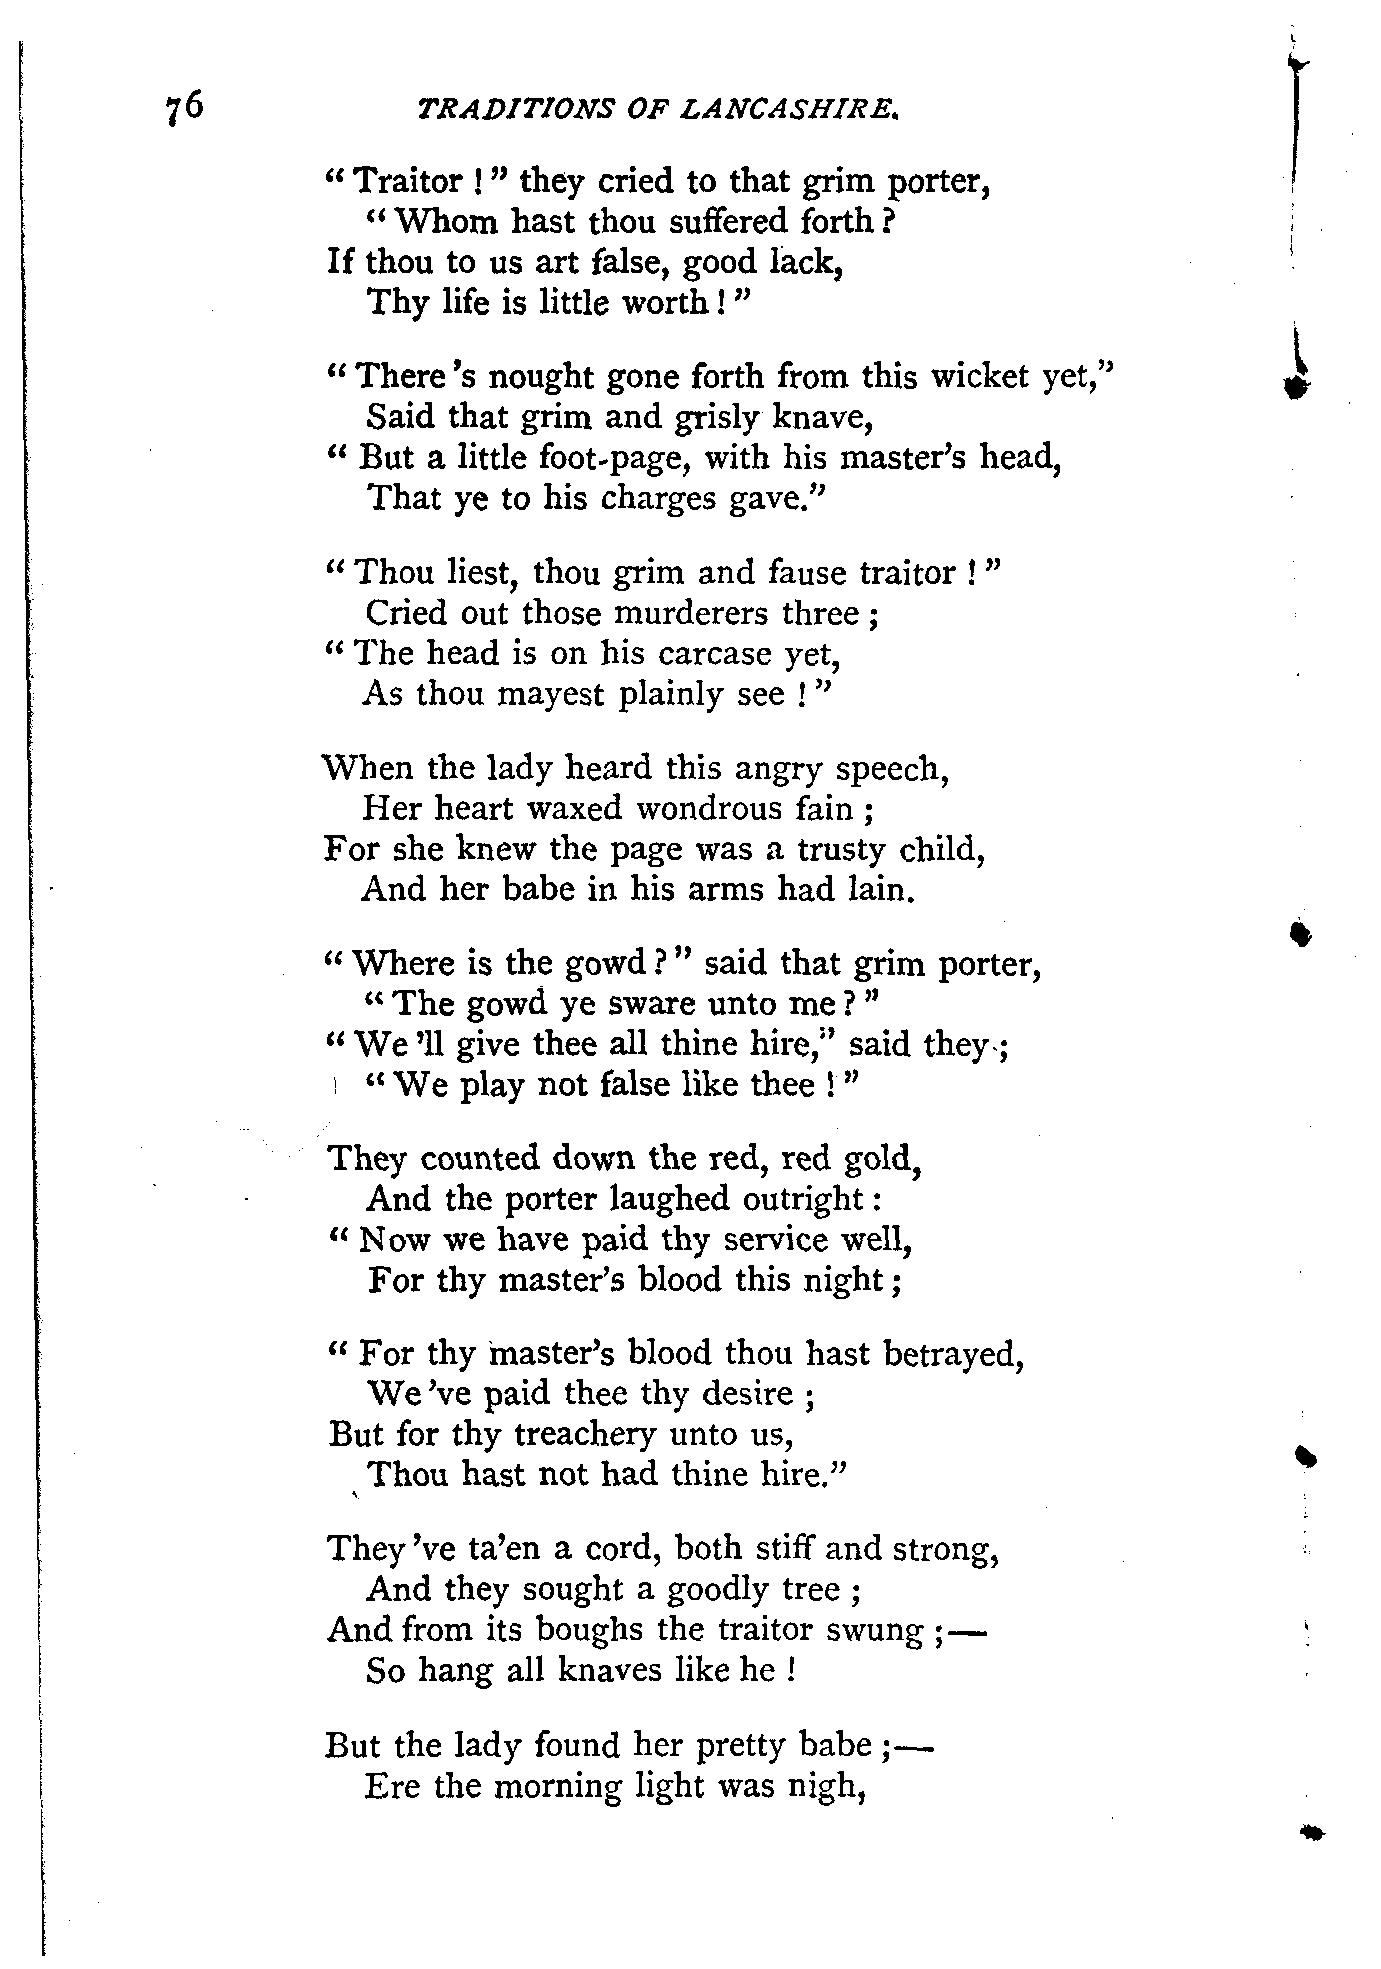 76 TRADITIONS OF LANCASHIRE.
“Traitor!” they cried to that grim porter,
“Whom hast thou suffered forth?
If thou to us art false, good lack,
Thy life is little worth!”
“There's nought gone forth from this wicket yet,”
Said that grim and grisly knave,
“But a little foot-page, with his master's head,
That ye to his charges gave.”
“Thou liest, thou grim and fause traitor!”
Cried out those murderers three;
“The head is on his carcase yet,
As thou mayest plainly see!”
When the lady heard this angry speech,
Her heart waxed wondrous fain;
For she knew the page was a trusty child,
And her babe in his arms had lain.
“Where is the gowd?” said that grim porter,
“The gowd ye sware unto me?”
“We'll give thee all thine hire,” said they;
“We play not false like thee!”
They counted down the red, red gold,
And the porter laughed outright:
“Now we have paid thy service well,
For thy master's blood this night;
“For thy master's blood thou hast betrayed,
We've paid thee thy desire;
But for thy treachery unto us,
Thou hast not had thine hire.”
They've ta'en a cord, both stiff and strong,
And they sought a goodly tree;
And from its boughs the traitor swung;—
So hang all knaves like he!
But the lady found her pretty babe;—
Ere the morning light was nigh,